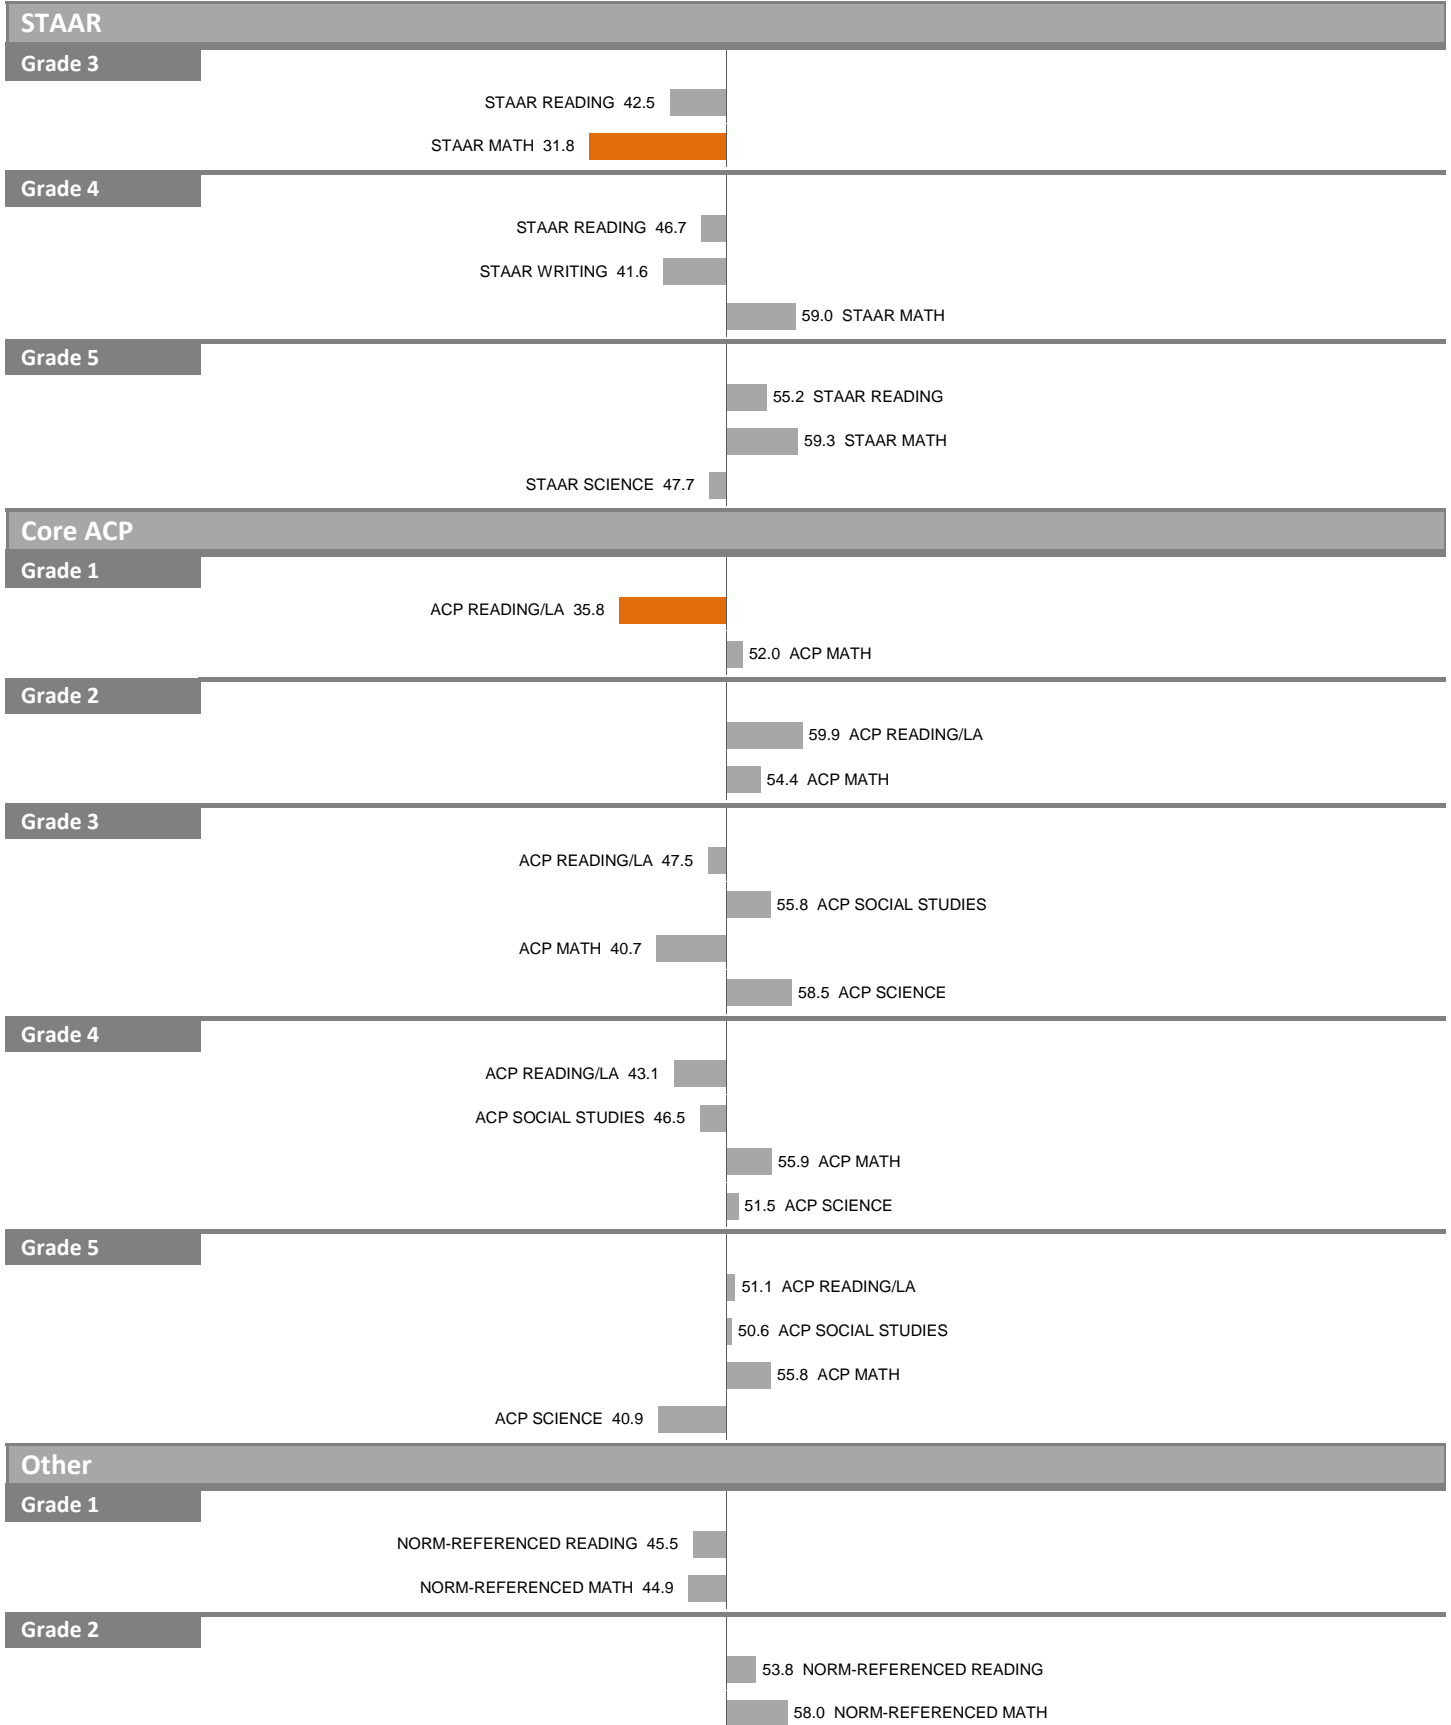 STAAR
Grade 3
STAAR READING 42.5
STAAR MATH 31.8
Grade 4
STAAR READING 46.7
STAAR WRITING 41.6
59.0 STAAR MATH
Grade 5
55.2 STAAR READING
59.3 STAAR MATH
STAAR SCIENCE 47.7
Core ACP
Grade 1
ACP READING/LA 35.8
52.0 ACP MATH
Grade 2
59.9 ACP READING/LA
54.4 ACP MATH
Grade 3
ACP READING/LA 47.5
55.8 ACP SOCIAL STUDIES
ACP MATH 40.7
58.5 ACP SCIENCE
Grade 4
ACP READING/LA 43.1
ACP SOCIAL STUDIES 46.5
55.9 ACP MATH
51.5 ACP SCIENCE
Grade 5
51.1 ACP READING/LA
50.6 ACP SOCIAL STUDIES
55.8 ACP MATH
ACP SCIENCE 40.9
Other
Grade 1
NORM-REFERENCED READING 45.5
NORM-REFERENCED MATH 44.9
Grade 2
53.8 NORM-REFERENCED READING
58.0 NORM-REFERENCED MATH